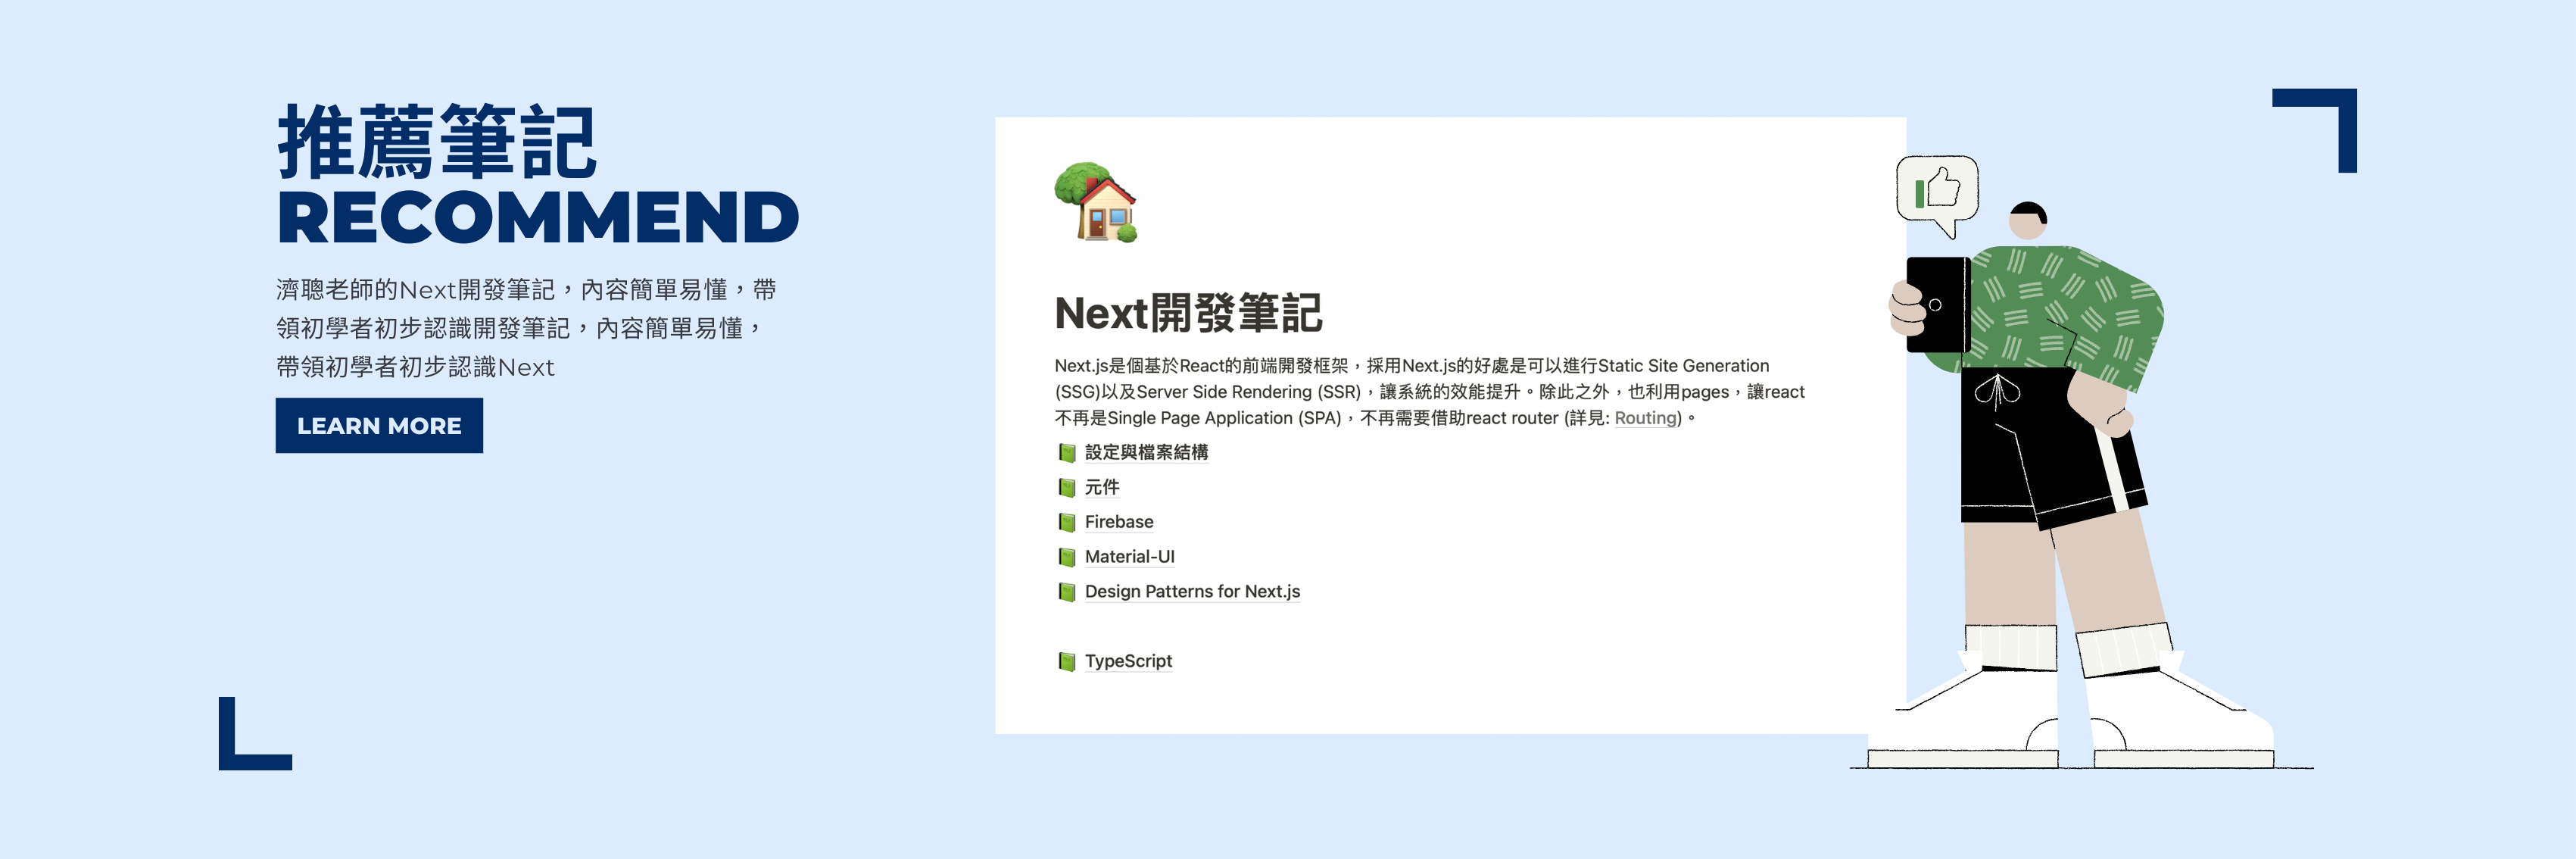 推薦筆記
RECOMMEND
濟聰老師的Next開發筆記，內容簡單易懂，帶
領初學者初步認識開發筆記，內容簡單易懂，
帶領初學者初步認識Next
LEARN MORE
Next開發筆記
Next.js是個基於React的前端開發框架，採用Next.js的好處是可以進行Static Site Generation
(SSG)以及Server Side Rendering (SSR)，讓系統的效能提升。除此之外，也利用pages，讓react
不再是Single Page Application (SPA)，不再需要借助react router (詳見: Routing)。
設定與檔案結構
元件
Firebase
Material-UI
Design Patterns for Next.js
TypeScript